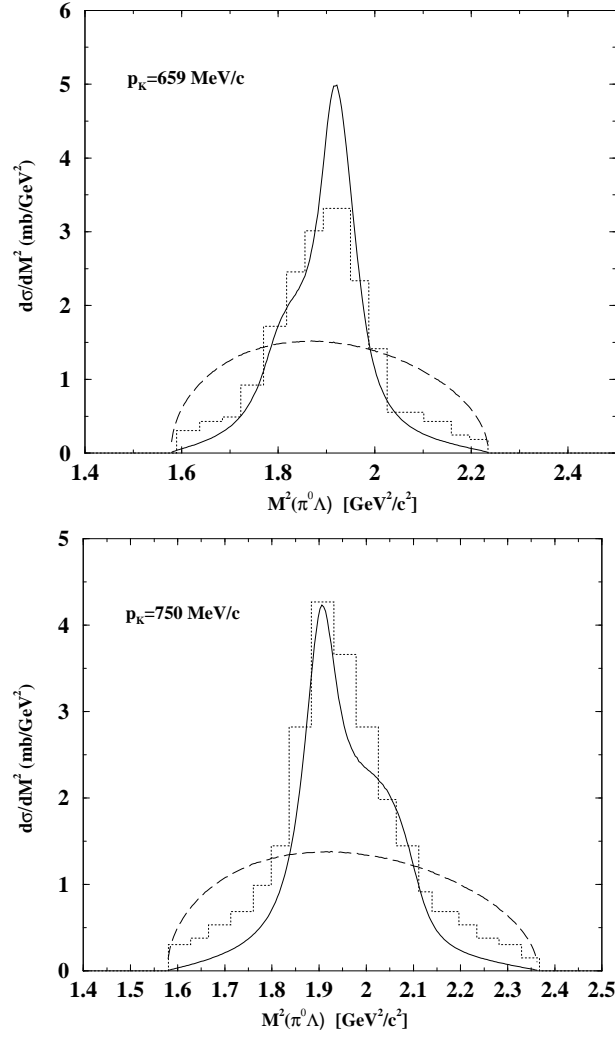 6
5
4
3
2
1
0
p_K=659 MeV/c
dσ/dM² (mb/GeV²)
1.4 1.6 1.8 2 2.2 2.4
M²(π⁰Λ) [GeV²/c²]
5
4
3
2
1
0
p_K=750 MeV/c
dσ/dM² (mb/GeV²)
1.4 1.5 1.6 1.7 1.8 1.9 2 2.1 2.2 2.3 2.4 2.5
M²(π⁰Λ) [GeV²/c²]